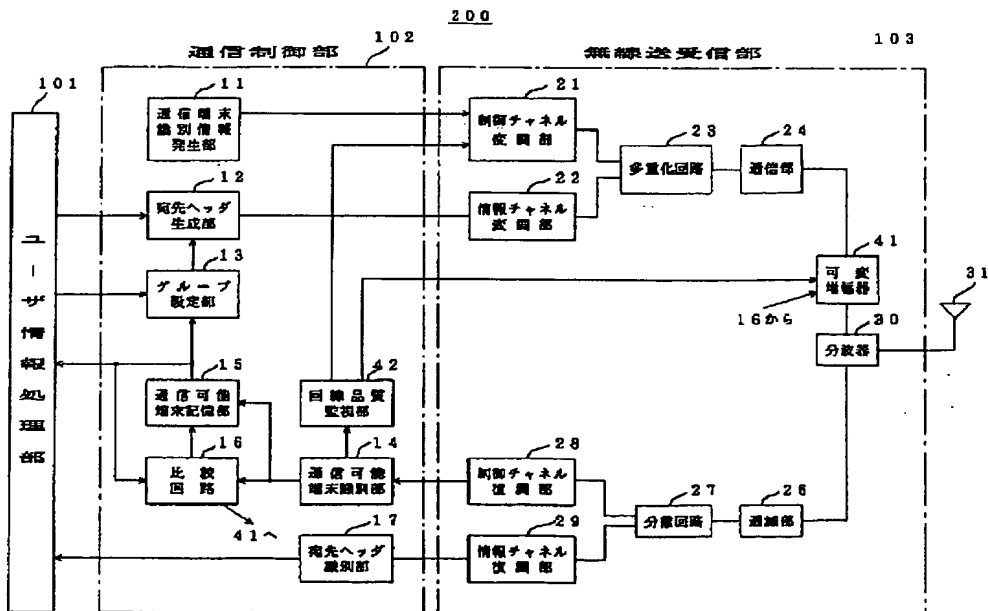 200
通信制御部
102
無線送受信部
103
101
11
通信端末
識別情報
発生部
21
制御チャネル
変調部
23
多重化回路
24
送信部
12
宛先ヘッダ
生成部
22
情報チャネル
変調部
13
グループ
設定部
41
可変
増幅器
16から
31
30
分波器
ユーザ情報処理部
15
通信可能
端末記憶部
42
回線品質
監視部
16
比較
回路
14
通信可能
端末識別部
28
制御チャネル
復調部
27
分離回路
26
41へ
17
宛先ヘッダ
識別部
29
情報チャネル
復調部